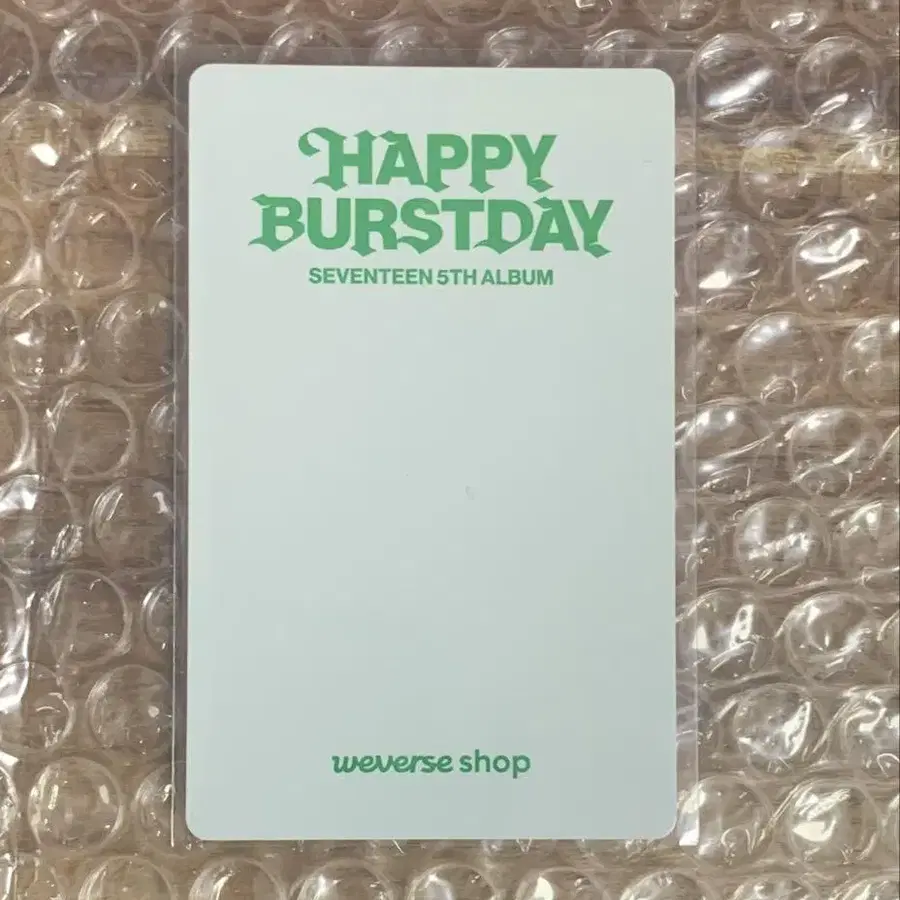 HAPPY
BURSTDAY
SEVENTEEN 5TH ALBUM
weverse shop